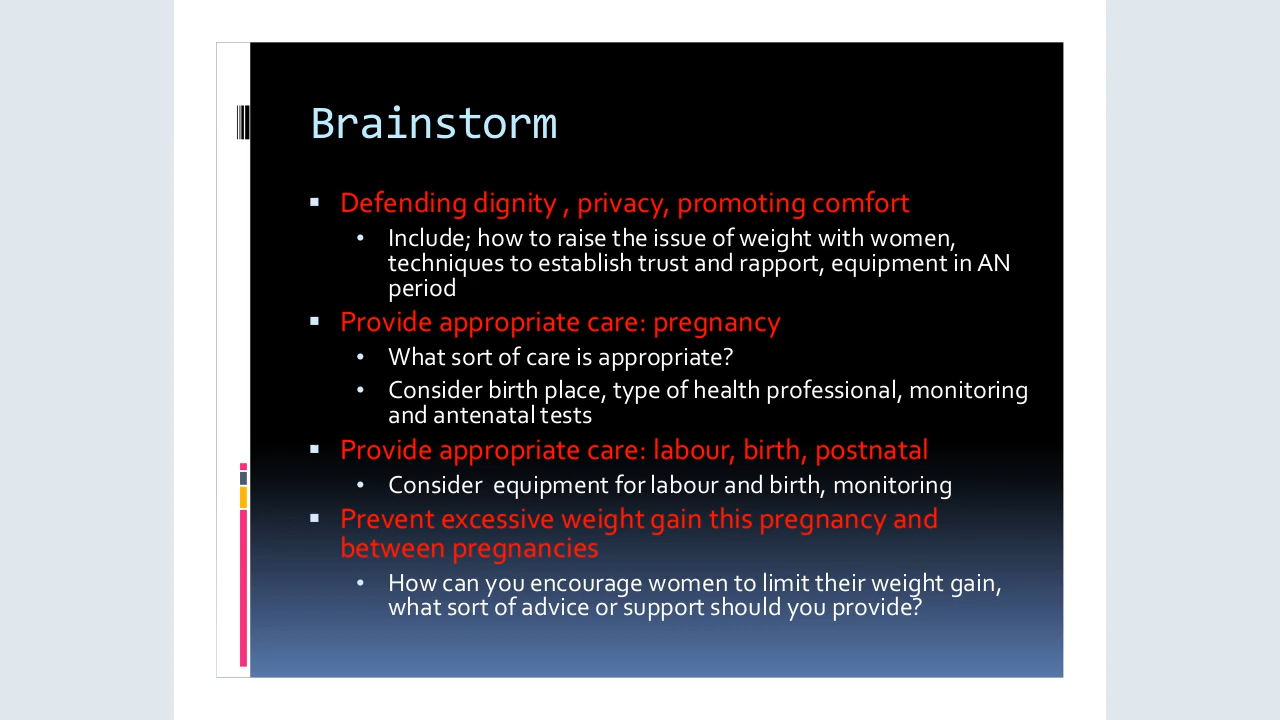 Brainstorm
Defending dignity , privacy, promoting comfort
Include; how to raise the issue of weight with women,
techniques to establish trust and rapport, equipment in AN
period
Provide appropriate care: pregnancy
What sort of care is appropriate?
Consider birth place, type of health professional, monitoring
and antenatal tests
Provide appropriate care: labour, birth, postnatal
Consider  equipment for labour and birth, monitoring
Prevent excessive weight gain this pregnancy and
between pregnancies
How can you encourage women to limit their weight gain,
what sort of advice or support should you provide?